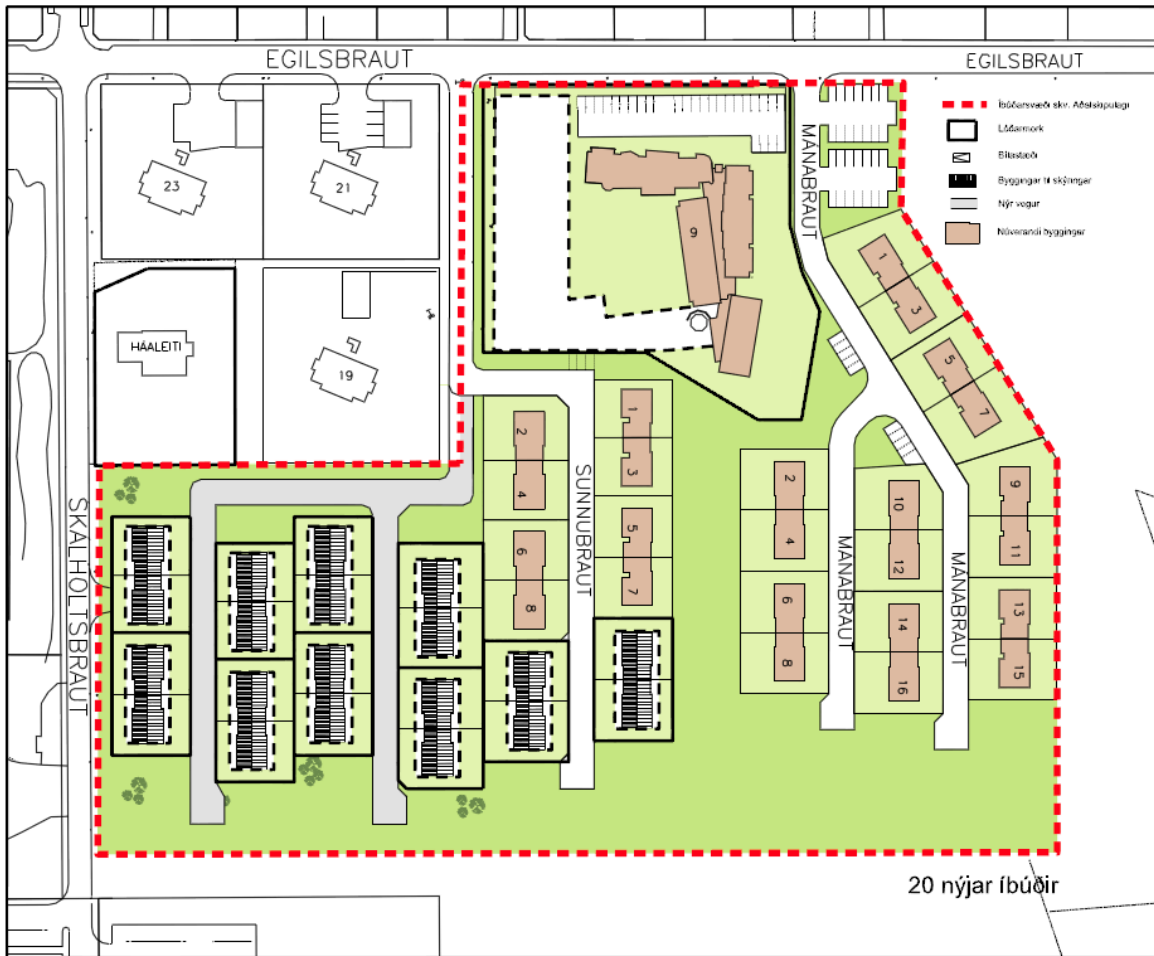 EGILSBRAUT
EGILSBRAUT
Íbúðarsvæði skv. Aðalskipulagi
Lóðarmörk
Bílastæði
Byggingar til skýringar
Nýr vegur
Núverandi byggingar
MÁNABRAUT
23
21
9
1
3
HÁALEITI
19
5
7
1
3
2
4
SUNNUBRAUT
5
7
6
8
2
4
6
8
MÁNABRAUT
10
12
14
16
MÁNABRAUT
9
11
13
15
SKÁLHOLTSBRAUT
20 nýjar íbúðir